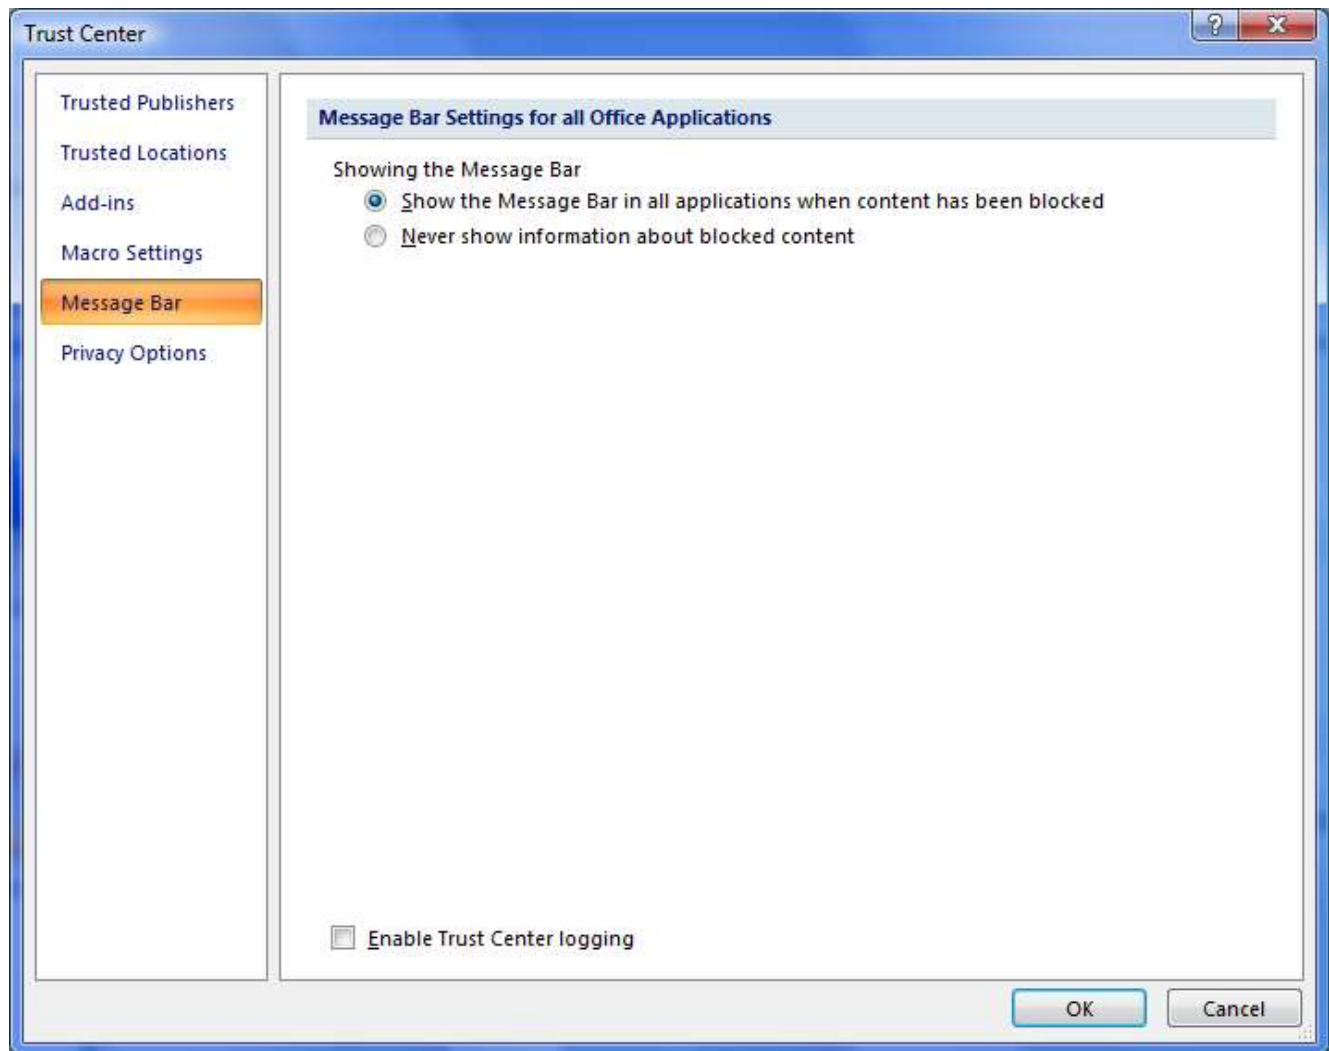 Trust Center
?
Trusted Publishers
Trusted Locations
Add-ins
Macro Settings
Message Bar
Privacy Options
Message Bar Settings for all Office Applications
Showing the Message Bar
Show the Message Bar in all applications when content has been blocked
Never show information about blocked content
Enable Trust Center logging
OK
Cancel